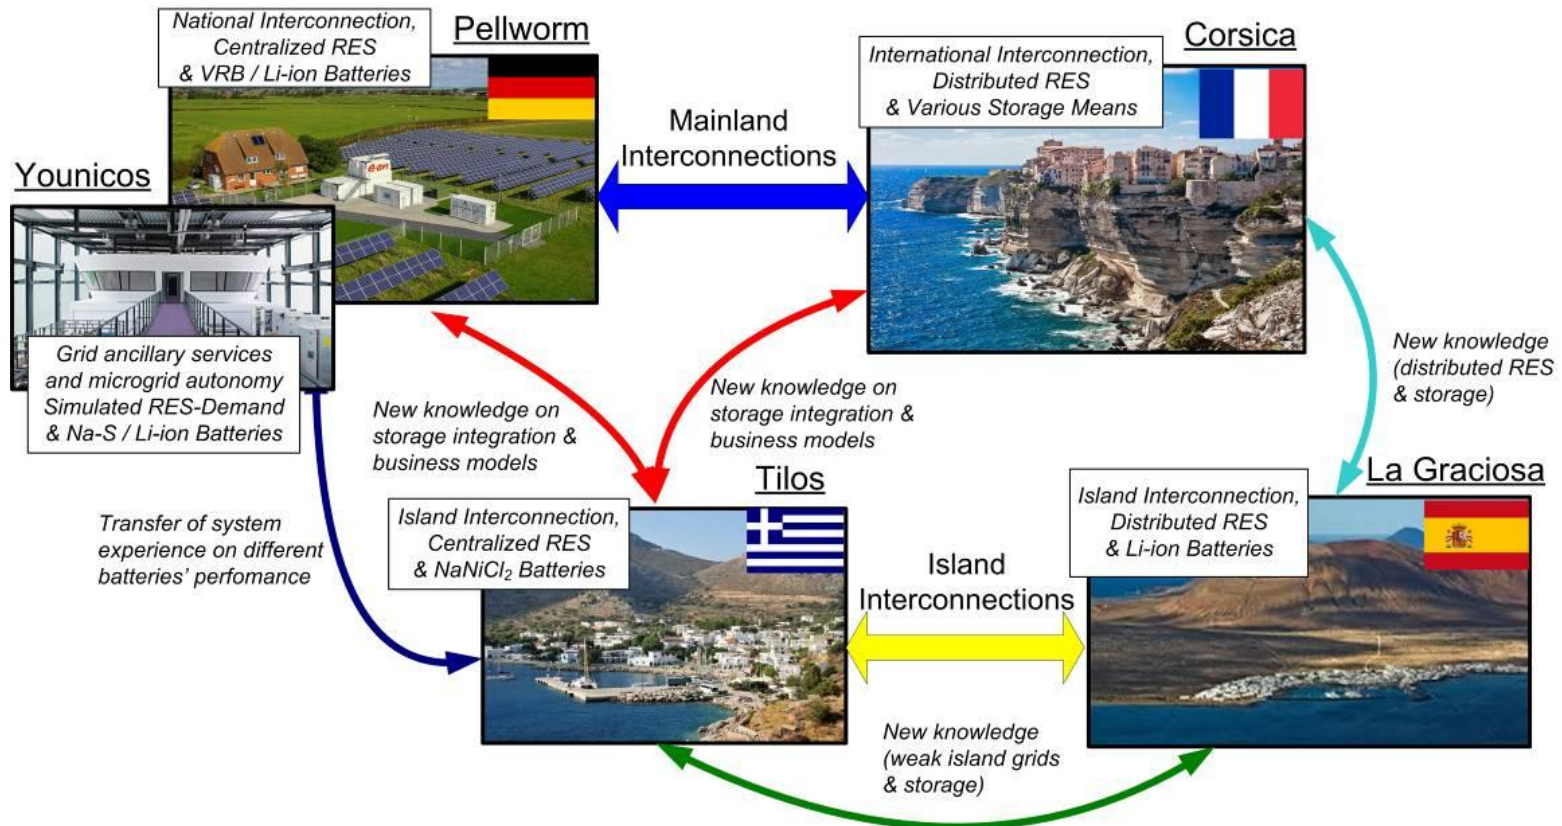 National Interconnection,
Centralized RES
& VRB / Li-ion Batteries
Pellworm
e-on
Younicos
Grid ancillary services
and microgrid autonomy
Simulated RES-Demand
& Na-S / Li-ion Batteries
Mainland
Interconnections
International Interconnection,
Distributed RES
& Various Storage Means
Corsica
New knowledge on
storage integration &
business models
New knowledge on
storage integration &
business models
New knowledge
(distributed RES
& storage)
Transfer of system
experience on different
batteries' perfomance
Tilos
Island Interconnection,
Centralized RES
& NaNiCl₂ Batteries
Island
Interconnections
La Graciosa
Island Interconnection,
Distributed RES
& Li-ion Batteries
New knowledge
(weak island grids
& storage)